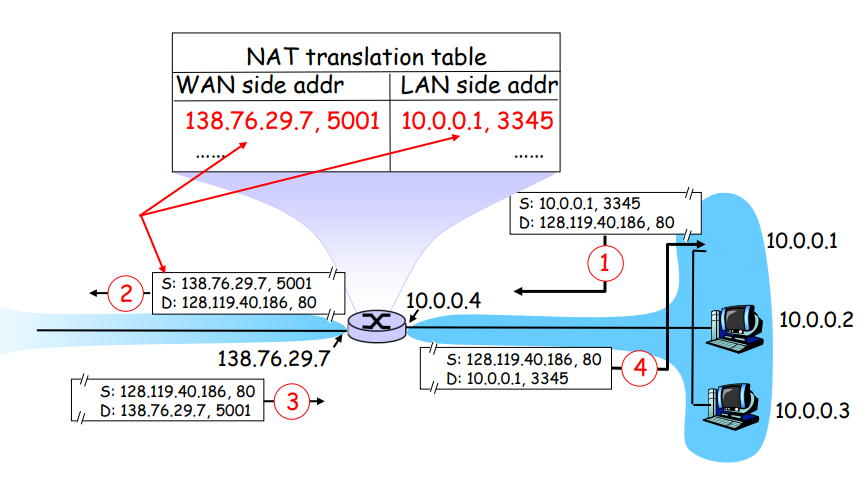 NAT translation table
WAN side addr LAN side addr
138.76.29.7, 5001 10.0.0.1, 3345
...... ......
S: 10.0.0.1, 3345
D: 128.119.40.186, 80
1
10.0.0.1
S: 138.76.29.7, 5001
D: 128.119.40.186, 80
2
10.0.0.4
10.0.0.2
138.76.29.7
S: 128.119.40.186, 80
D: 10.0.0.1, 3345
4
S: 128.119.40.186, 80
D: 138.76.29.7, 5001
3
10.0.0.3